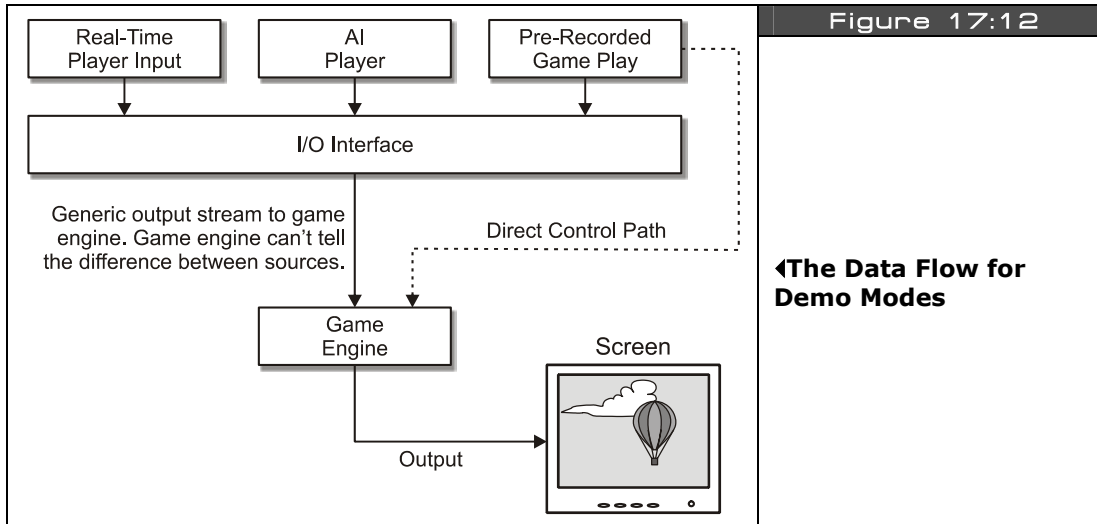 Figure 17:12
Real-Time
Player Input
AI
Player
Pre-Recorded
Game Play
I/O Interface
Generic output stream to game
engine. Game engine can't tell
the difference between sources.
Direct Control Path
Game
Engine
Screen
Output
The Data Flow for
Demo Modes